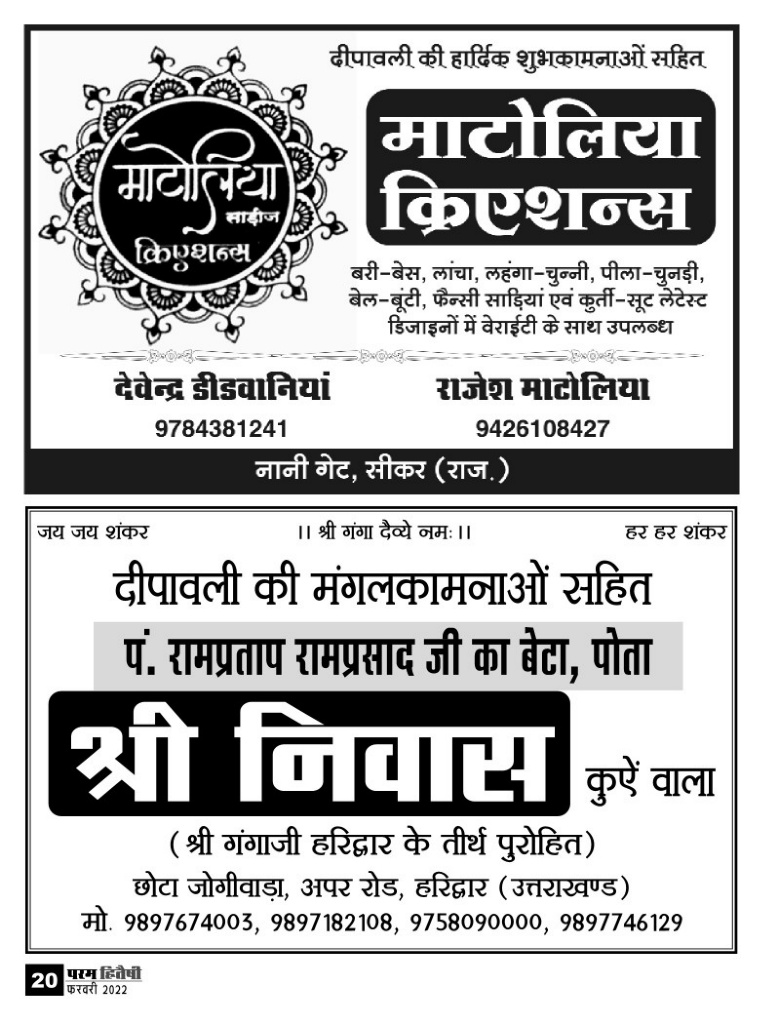 माटोलिया
साड़ीज
क्रिएशन्स
दीपावली की हार्दिक शुभकामनाओं सहित
माटोलिया
क्रिएशन्स
बरी-बेस, लांचा, लहंगा-चुन्नी, पीला-चुनड़ी,
बेल-बूंटी, फैन्सी साड़ियां एवं कुर्ती-सूट लेटेस्ट
डिजाइनों में वेराईटी के साथ उपलब्ध
देवेन्द्र डीडवानियां राजेश माटोलिया
9784381241 9426108427
नानी गेट, सीकर (राज.)
जय जय शंकर ।। श्री गंगा दैव्ये नमः ।। हर हर शंकर
दीपावली की मंगलकामनाओं सहित
पं. रामप्रताप रामप्रसाद जी का बेटा, पोता
श्री निवास कुऐं वाला
(श्री गंगाजी हरिद्वार के तीर्थ पुरोहित)
छोटा जोगीवाड़ा, अपर रोड, हरिद्वार (उत्तराखण्ड)
मो. 9897674003, 9897182108, 9758090000, 9897746129
20 परम हितैषी
फरवरी 2022